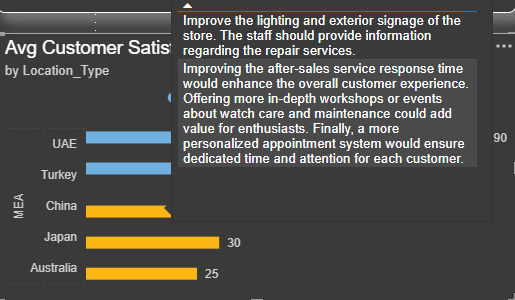 Improve the lighting and exterior signage of the
store. The staff should provide information
regarding the repair services.
Improving the after-sales service response time
would enhance the overall customer experience.
Offering more in-depth workshops or events
about watch care and maintenance could add
value for enthusiasts. Finally, a more
personalized appointment system would ensure
dedicated time and attention for each customer.
Avg Customer Satis
by Location_Type
MEA
UAE
90
Turkey
China
Japan
30
Australia
25